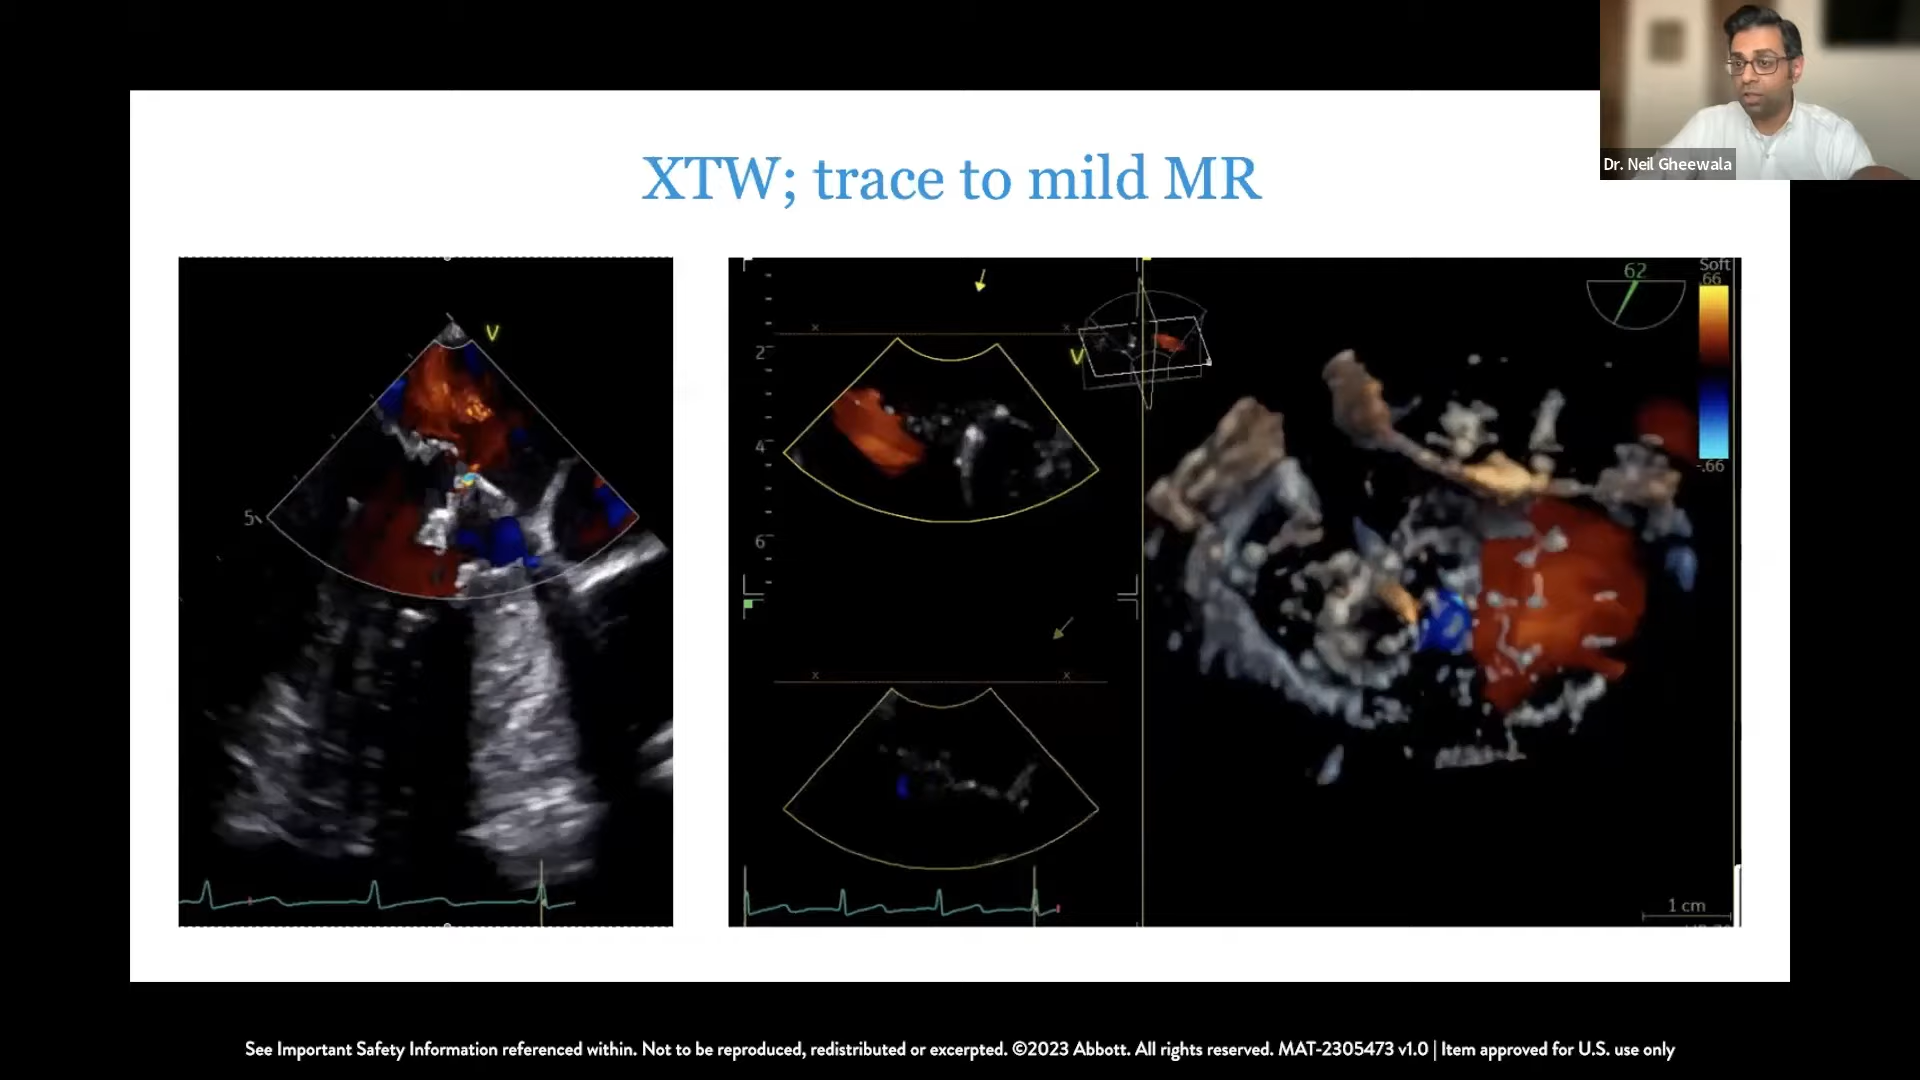 Dr. Neil Gheewala
XTW; trace to mild MR
V
5
2
4
6
V
62
Soft
.66
-.66
1 cm
See Important Safety Information referenced within. Not to be reproduced, redistributed or excerpted. ©2023 Abbott. All rights reserved. MAT-2305473 v1.0 | Item approved for U.S. use only